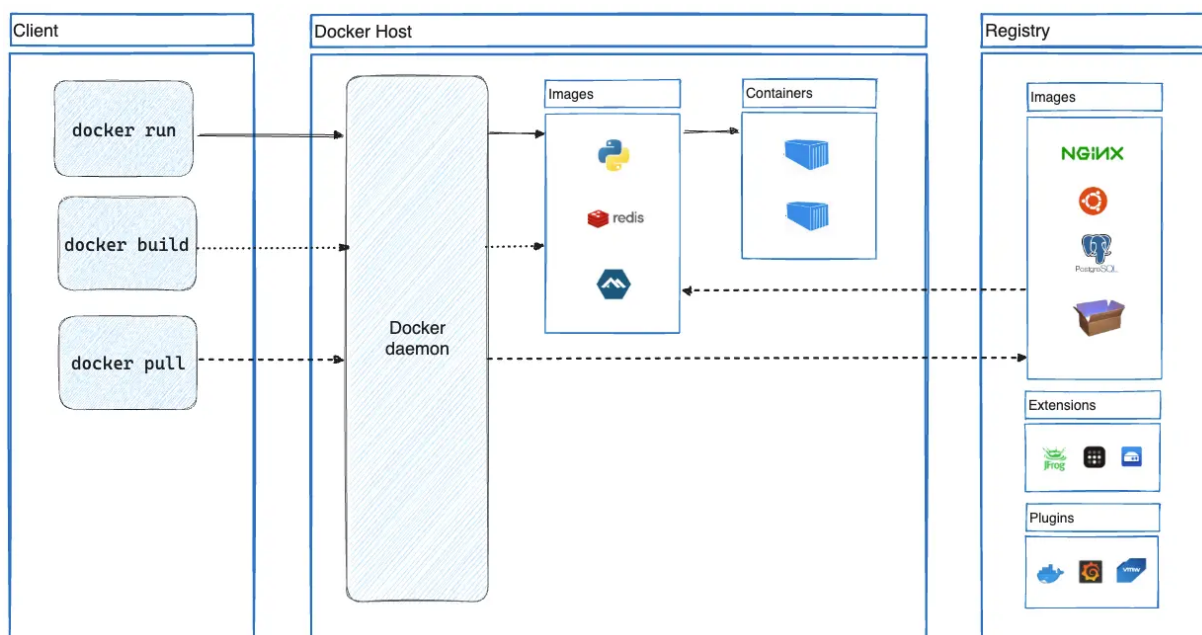 Client
docker run
docker build
docker pull
Docker Host
Docker
daemon
Images
redis
Containers
Registry
Images
NGINX
PostgreSQL
Extensions
JFrog
Plugins
vmw